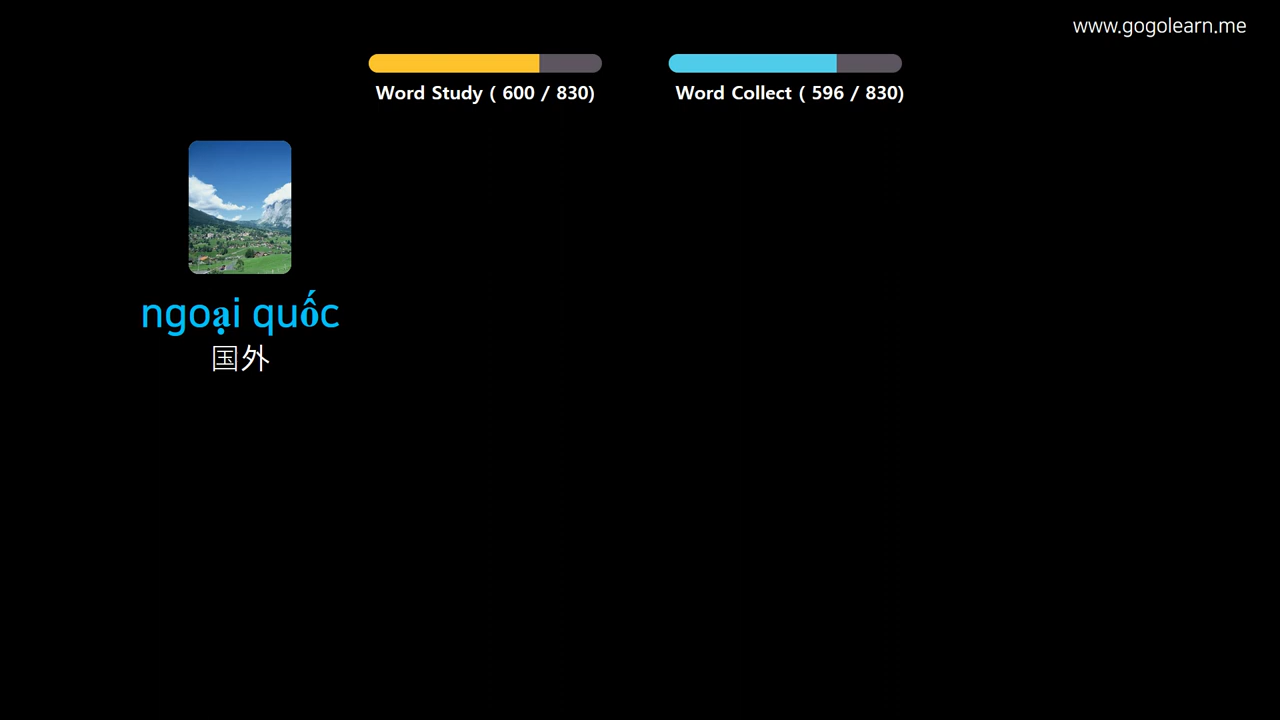 www.gogolearn.me
Word Study ( 600 / 830)
Word Collect ( 596 / 830)
ngoại quốc
国外